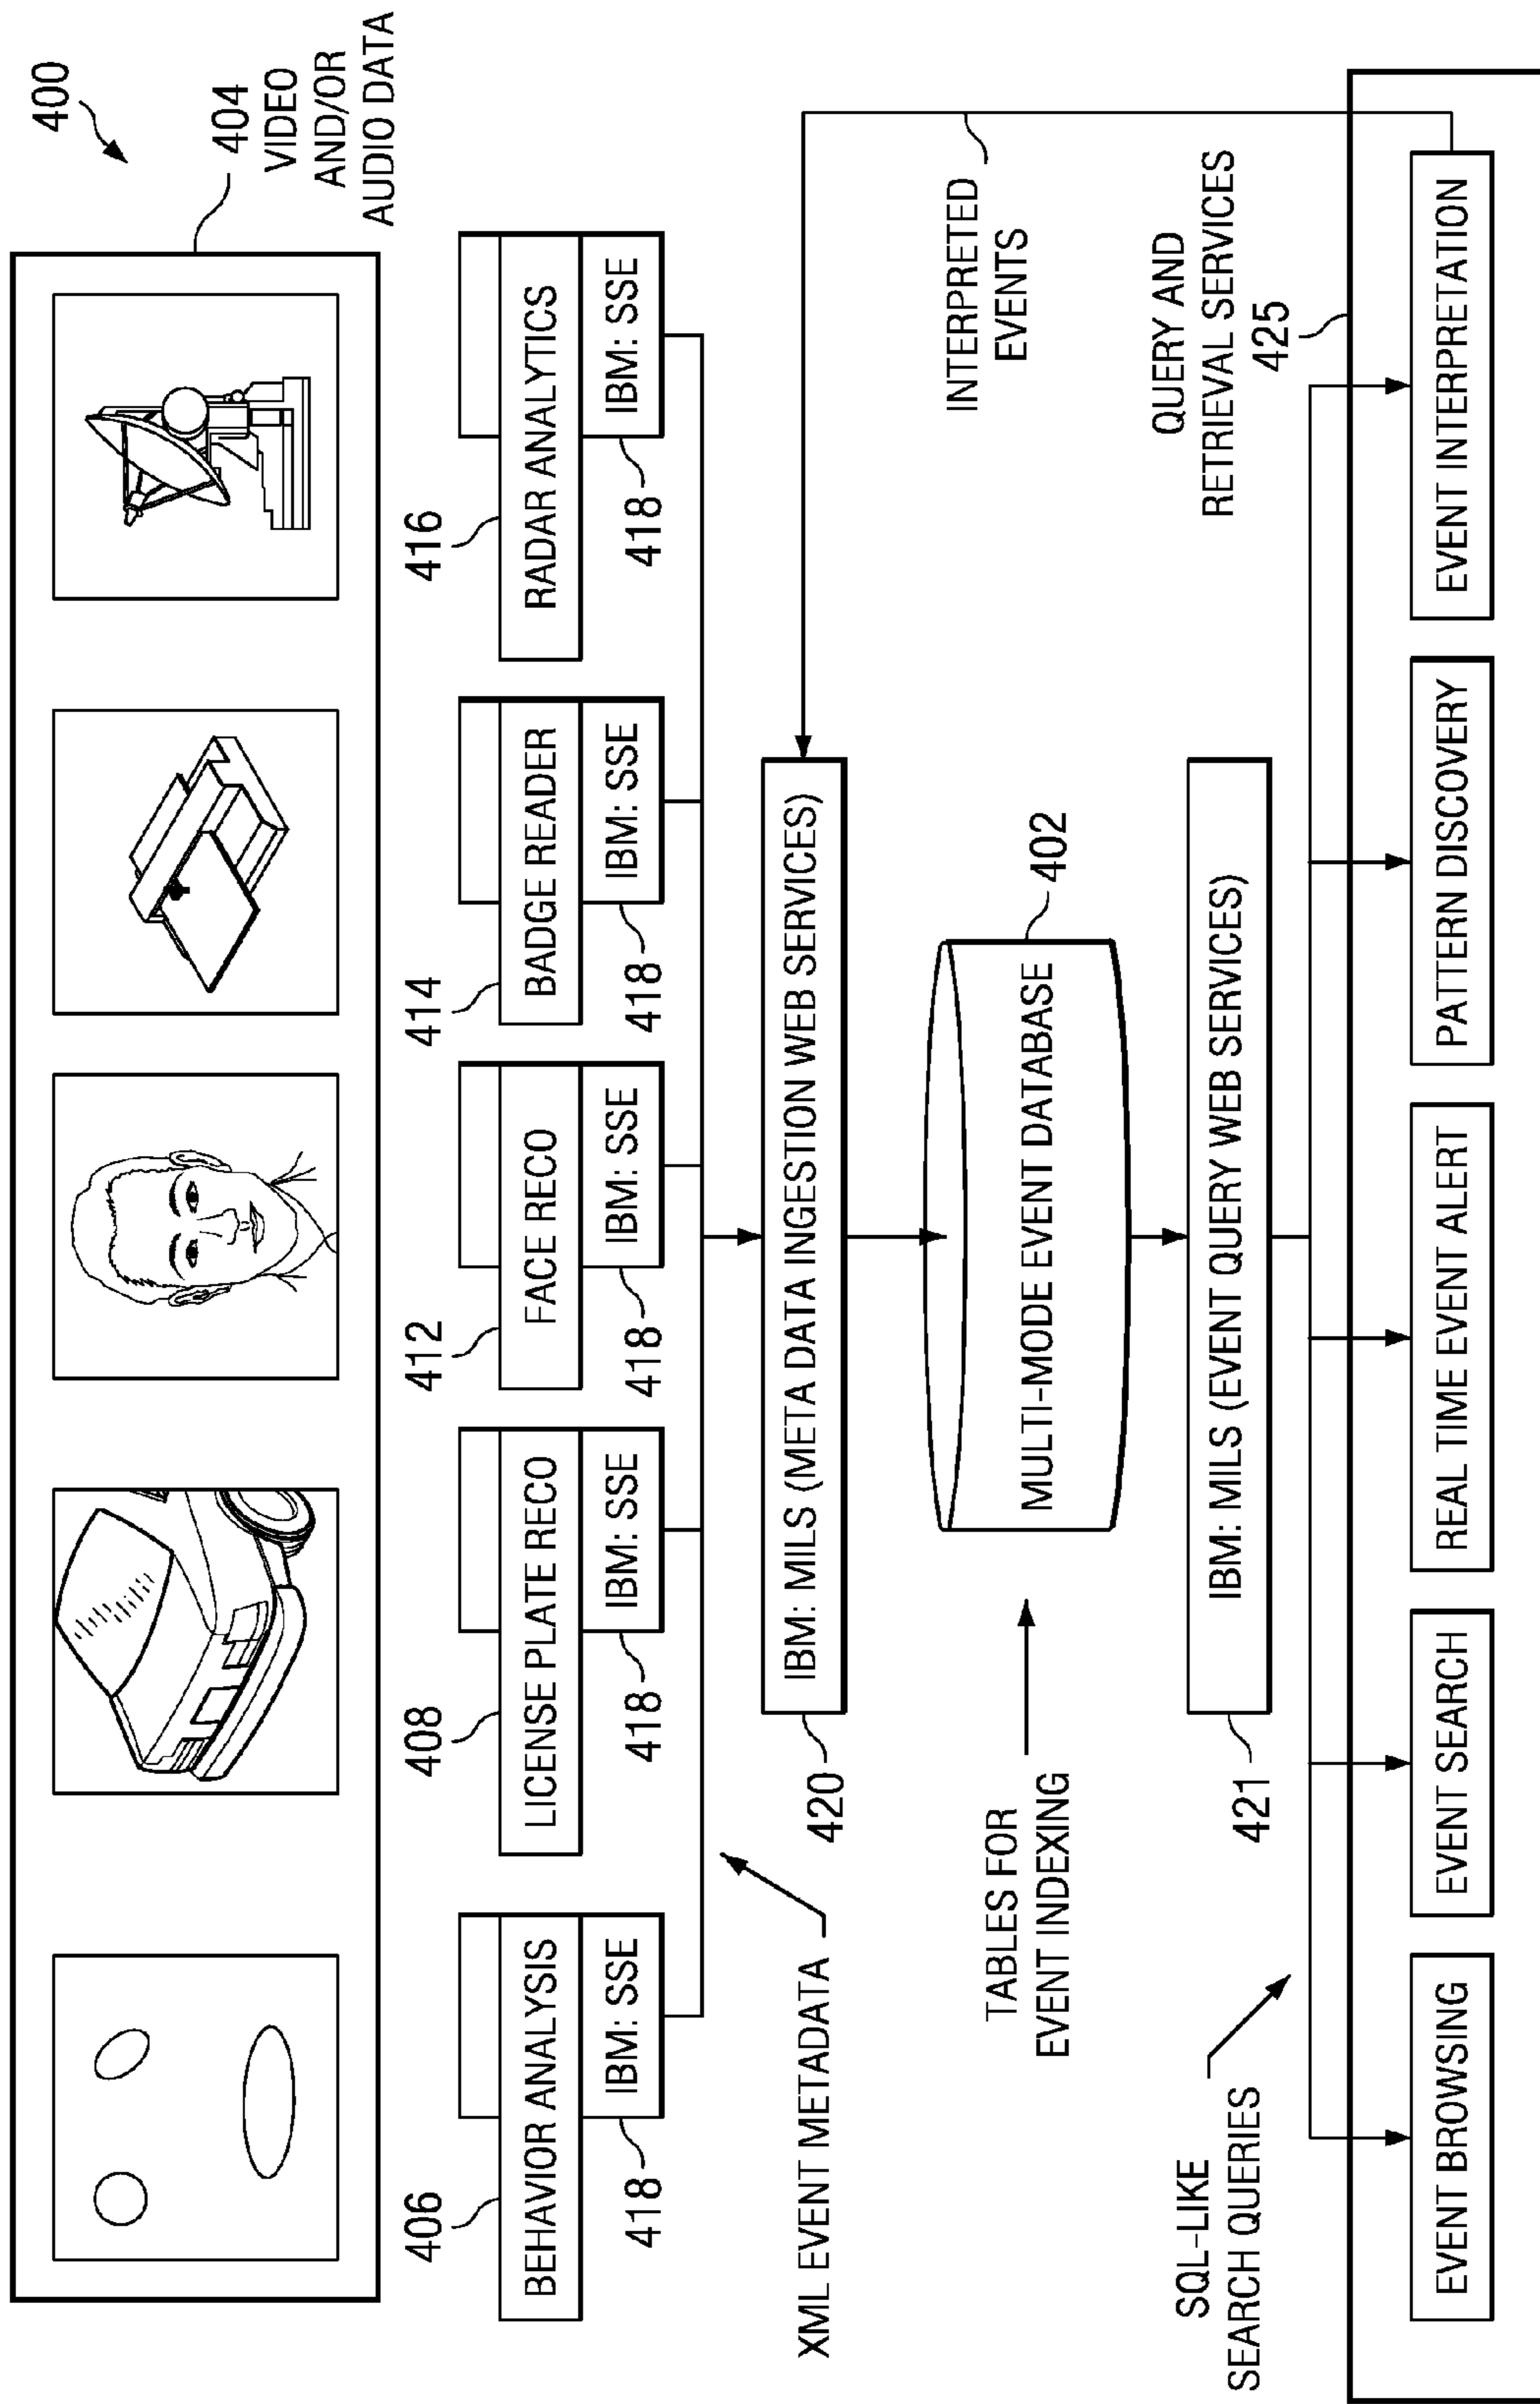 400
404
VIDEO
AND/OR
AUDIO DATA
406
408
412
414
416
BEHAVIOR ANALYSIS
LICENSE PLATE RECO
FACE RECO
BADGE READER
RADAR ANALYTICS
IBM: SSE
IBM: SSE
IBM: SSE
IBM: SSE
IBM: SSE
418
418
418
418
418
XML EVENT METADATA
IBM: MILS (META DATA INGESTION WEB SERVICES)
420
INTERPRETED
EVENTS
TABLES FOR
EVENT INDEXING
MULTI-MODE EVENT DATABASE
402
IBM: MILS (EVENT QUERY WEB SERVICES)
421
QUERY AND
RETRIEVAL SERVICES
425
SQL-LIKE
SEARCH QUERIES
EVENT BROWSING
EVENT SEARCH
REAL TIME EVENT ALERT
PATTERN DISCOVERY
EVENT INTERPRETATION